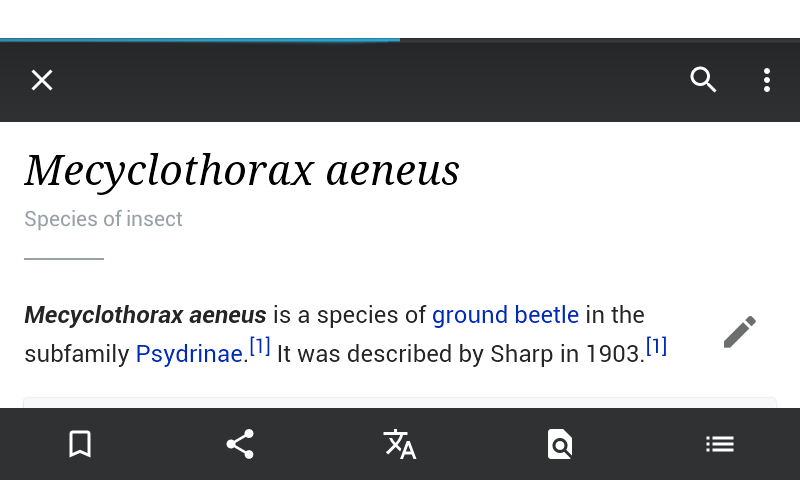 Mecyclothorax aeneus
Species of insect
Mecyclothorax aeneus is a species of ground beetle in the
subfamily Psydrinae.[1] It was described by Sharp in 1903.[1]